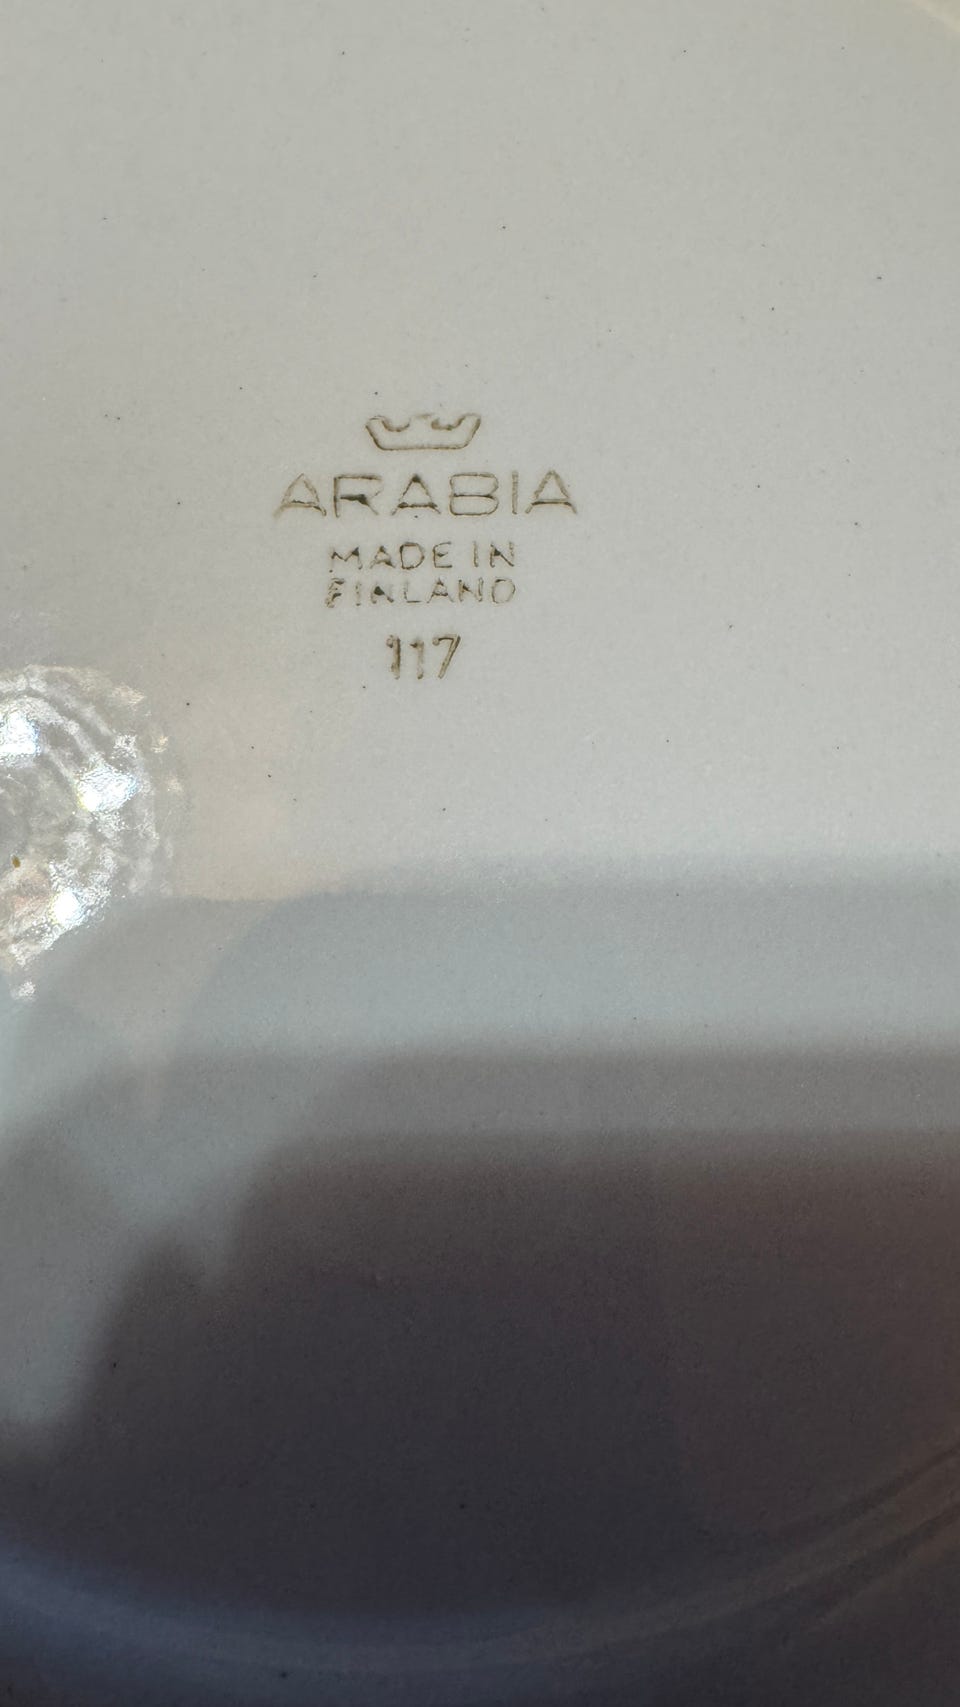 ARABIA
MADE IN
FINLAND
117